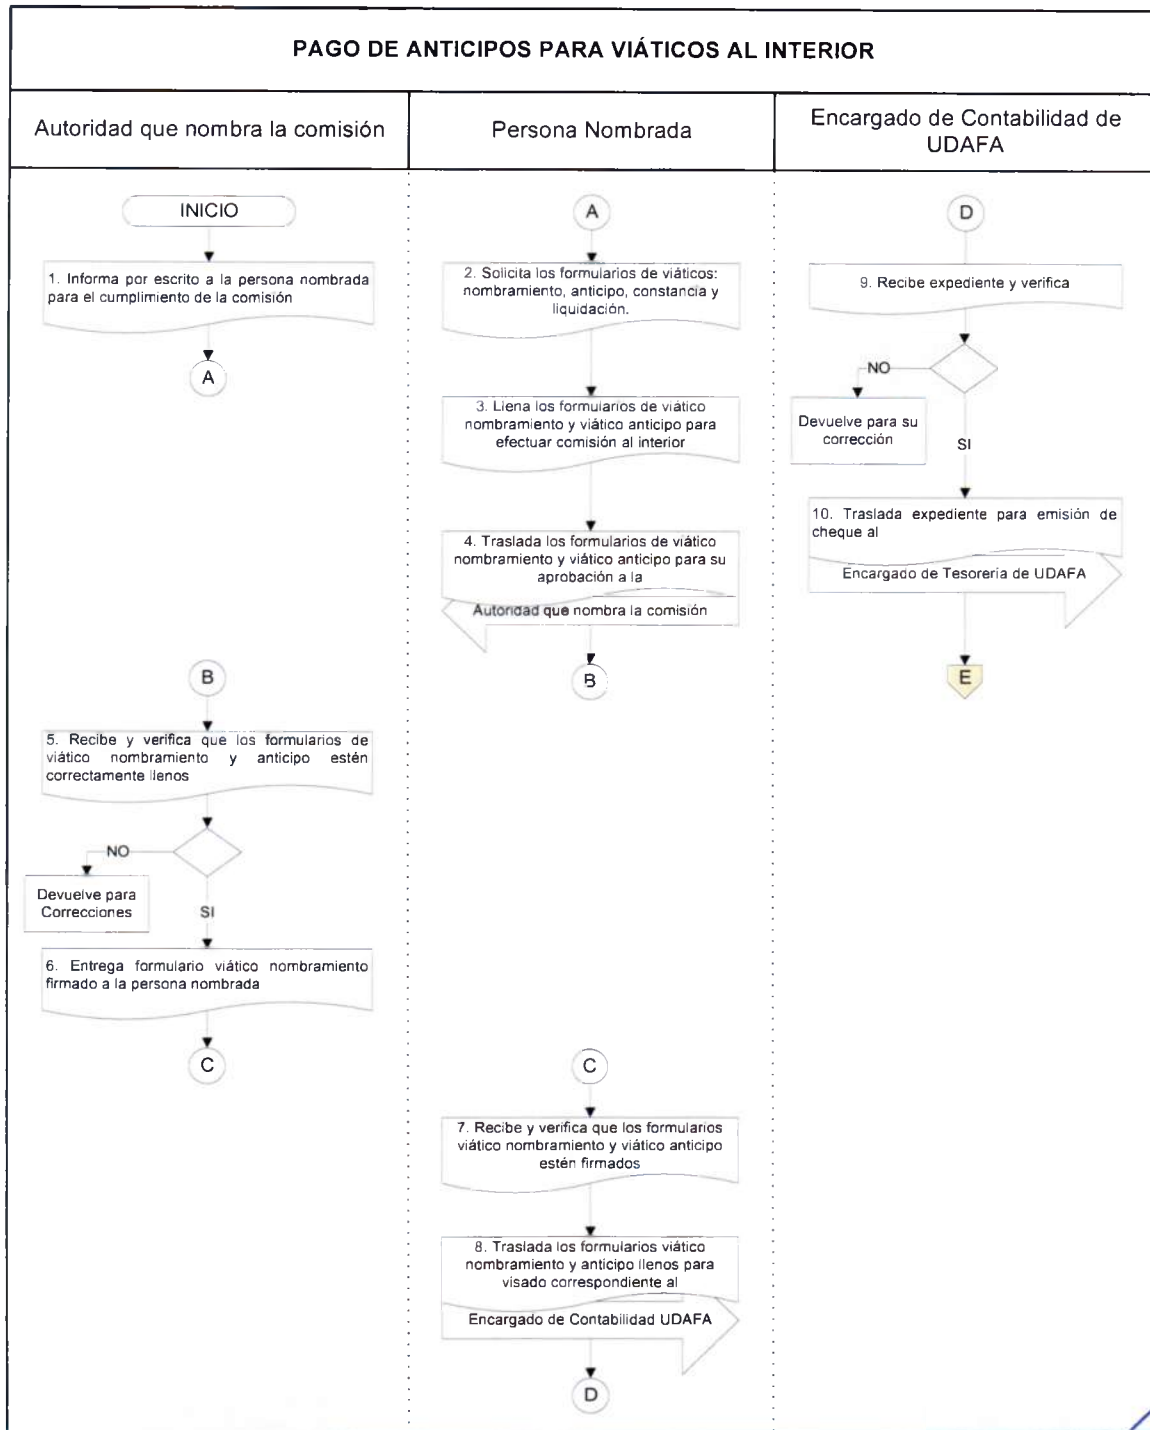 PAGO DE ANTICIPOS PARA VIÁTICOS AL INTERIOR
Autoridad que nombra la comisión
Persona Nombrada
Encargado de Contabilidad de
UDAFA
INICIO
1. Informa por escrito a la persona nombrada
para el cumplimiento de la comisión
A
B
5. Recibe y verifica que los formularios de
viático nombramiento y anticipo estén
correctamente llenos
NO
Devuelve para
Correcciones
SI
6. Entrega formulario viático nombramiento
firmado a la persona nombrada
C
A
2. Solicita los formularios de viáticos:
nombramiento, anticipo, constancia y
liquidación.
3. Llena los formularios de viático
nombramiento y viático anticipo para
efectuar comisión al interior
4. Traslada los formularios de viático
nombramiento y viático anticipo para su
aprobación a la
Autoridad que nombra la comisión
B
C
7. Recibe y verifica que los formularios
viático nombramiento y viático anticipo
estén firmados
8. Traslada los formularios viático
nombramiento y anticipo llenos para
visado correspondiente al
Encargado de Contabilidad UDAFA
D
D
9. Recibe expediente y verifica
NO
Devuelve para su
corrección
SI
10. Traslada expediente para emisión de
cheque al
Encargado de Tesorería de UDAFA
E